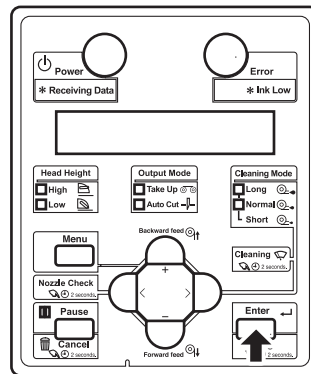 Power
Error
* Receiving Data
* Ink Low
Head Height
High
Low
Output Mode
Take Up
Auto Cut
Cleaning Mode
Long
Normal
Short
Menu
Backward feed
Cleaning
2 seconds.
Nozzle Check
2 seconds.
+
< >
−
Pause
Cancel
2 seconds.
Forward feed
Enter
2 seconds.